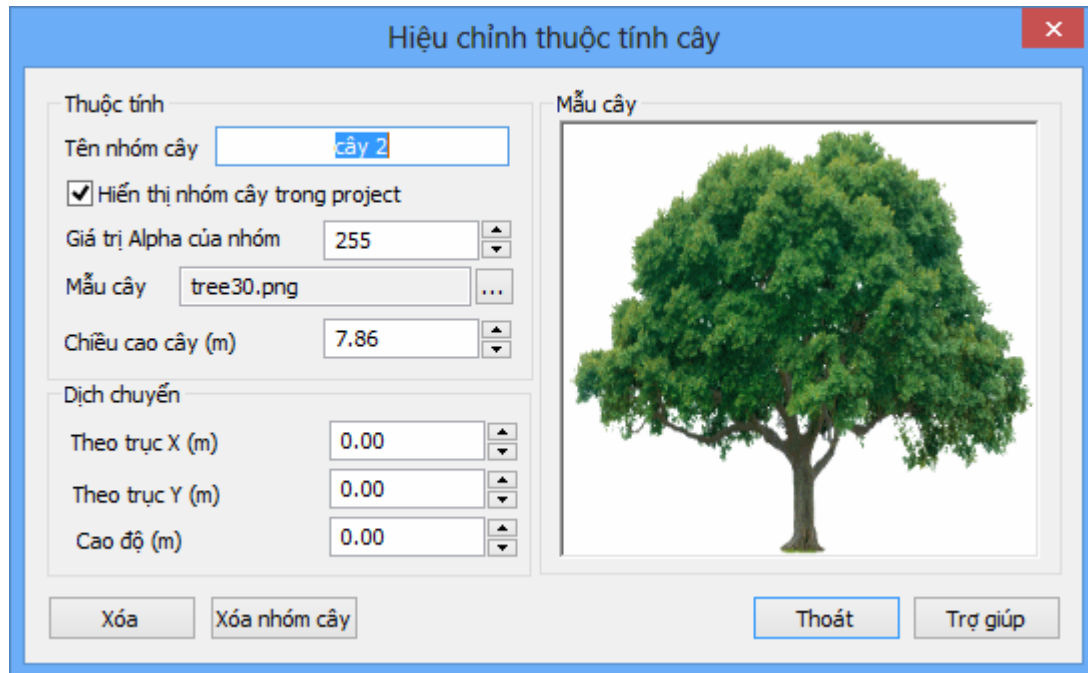 Hiệu chỉnh thuộc tính cây
Thuộc tính
Tên nhóm cây cây 2
Hiển thị nhóm cây trong project
Giá trị Alpha của nhóm 255
Mẫu cây tree30.png ...
Chiều cao cây (m) 7.86
Dịch chuyển
Theo trục X (m) 0.00
Theo trục Y (m) 0.00
Cao độ (m) 0.00
Mẫu cây
Xóa Xóa nhóm cây Thoát Trợ giúp